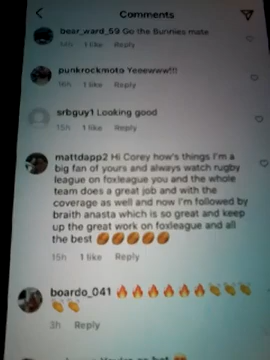 Comments
bear_ward_59 Go the Bunnies mate
1 like Reply
punkrockmoto Yeeewww!!!
16h 1 like Reply
srbguy1 Looking good
15h 1 like Reply
mattdapp2 Hi Corey how's things I'm a
big fan of yours and always watch rugby
league on foxleague you and the whole
team does a great job and with the
coverage as well and now I'm followed by
braith anasta which is so great and keep
up the great work on foxleague and all
the best 🏉🏉🏉🏉🏉
15h 1 like Reply
boardo_041 🔥🔥🔥🔥🔥🔥👏👏👏
👏👏
3h Reply